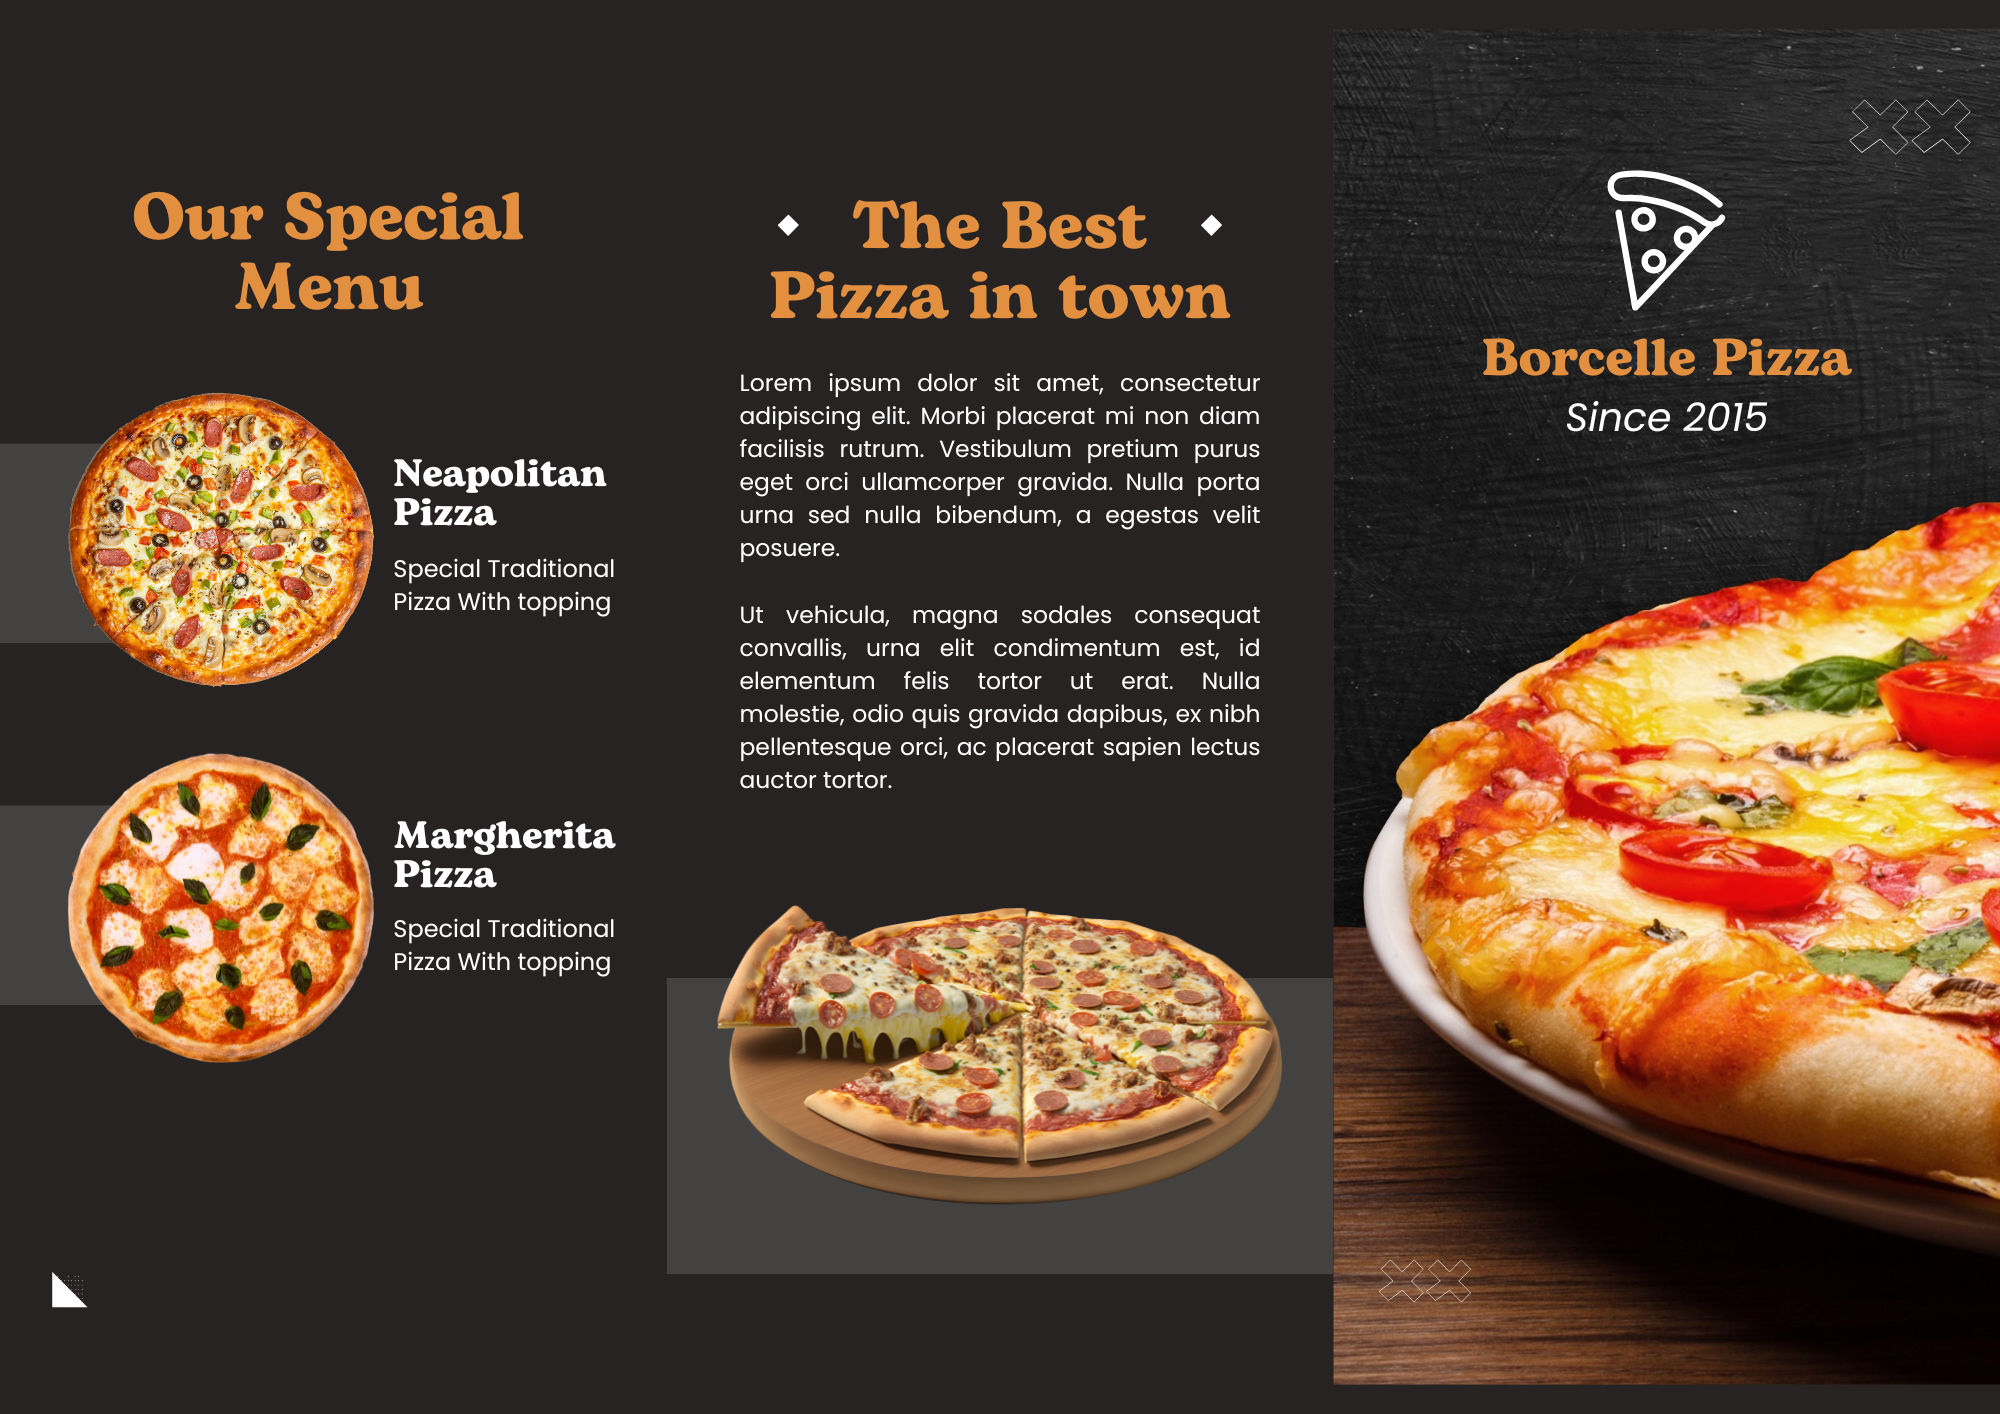 Our Special
Menu
Neapolitan
Pizza
Special Traditional
Pizza With topping
Margherita
Pizza
Special Traditional
Pizza With topping
The Best
Pizza in town
Lorem ipsum dolor sit amet, consectetur
adipiscing elit. Morbi placerat mi non diam
facilisis rutrum. Vestibulum pretium purus
eget orci ullamcorper gravida. Nulla porta
urna sed nulla bibendum, a egestas velit
posuere.
Ut vehicula, magna sodales consequat
convallis, urna elit condimentum est, id
elementum felis tortor ut erat. Nulla
molestie, odio quis gravida dapibus, ex nibh
pellentesque orci, ac placerat sapien lectus
auctor tortor.
Borcelle Pizza
Since 2015